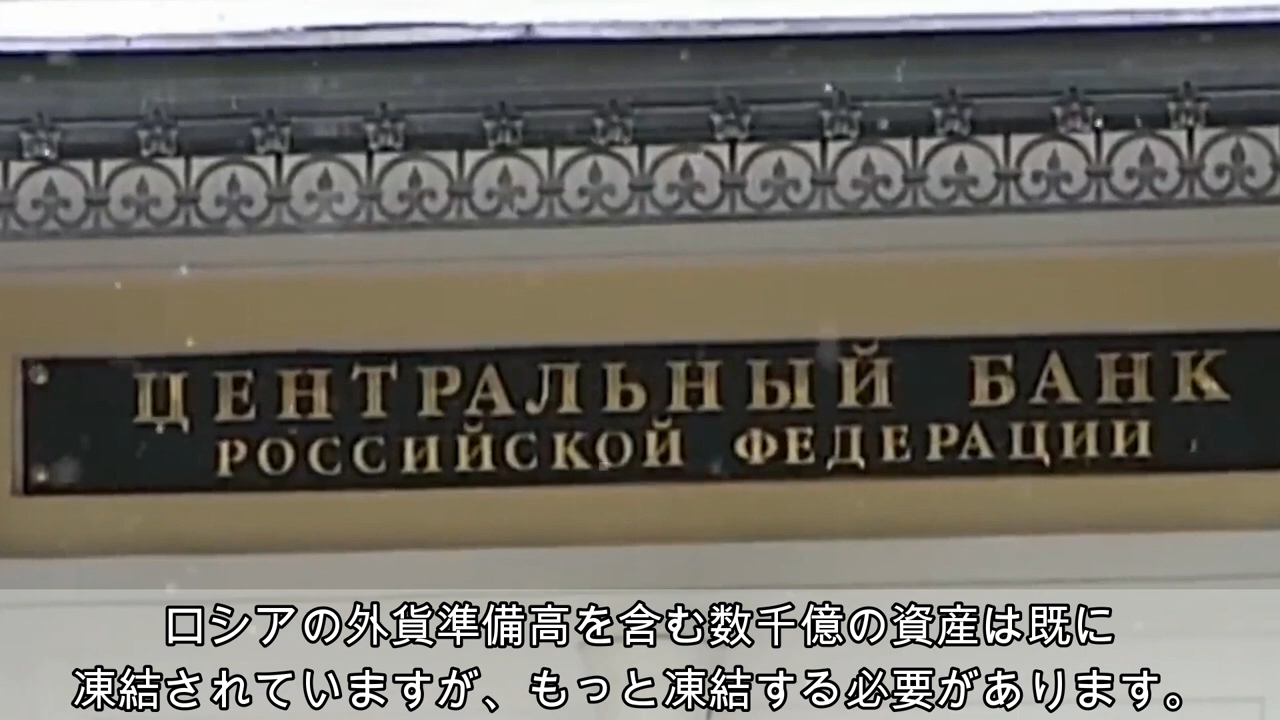 ЦЕНТРАЛЬНЫЙ БАНК
РОССИЙСКОЙ ФЕДЕРАЦИИ
ロシアの外貨準備高を含む数千億の資産は既に
凍結されていますが、もっと凍結する必要があります。